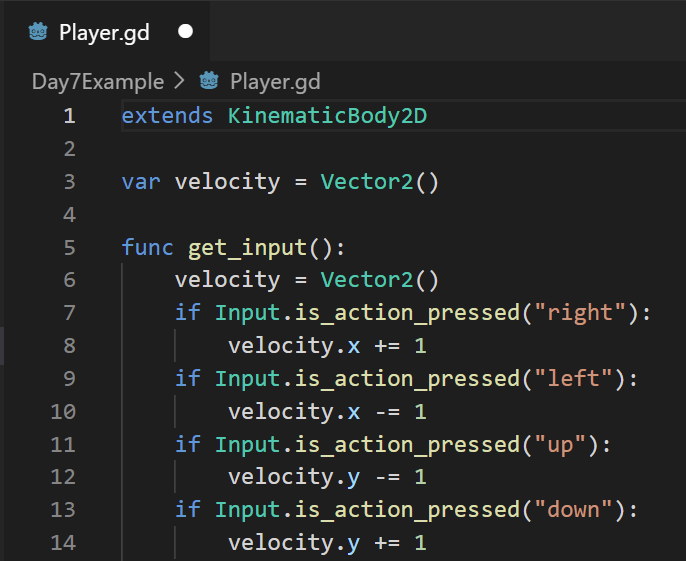 Player.gd
Day7Example > Player.gd
1 extends KinematicBody2D
2
3 var velocity = Vector2()
4
5 func get_input():
6     velocity = Vector2()
7     if Input.is_action_pressed("right"):
8         velocity.x += 1
9     if Input.is_action_pressed("left"):
10         velocity.x -= 1
11     if Input.is_action_pressed("up"):
12         velocity.y -= 1
13     if Input.is_action_pressed("down"):
14         velocity.y += 1